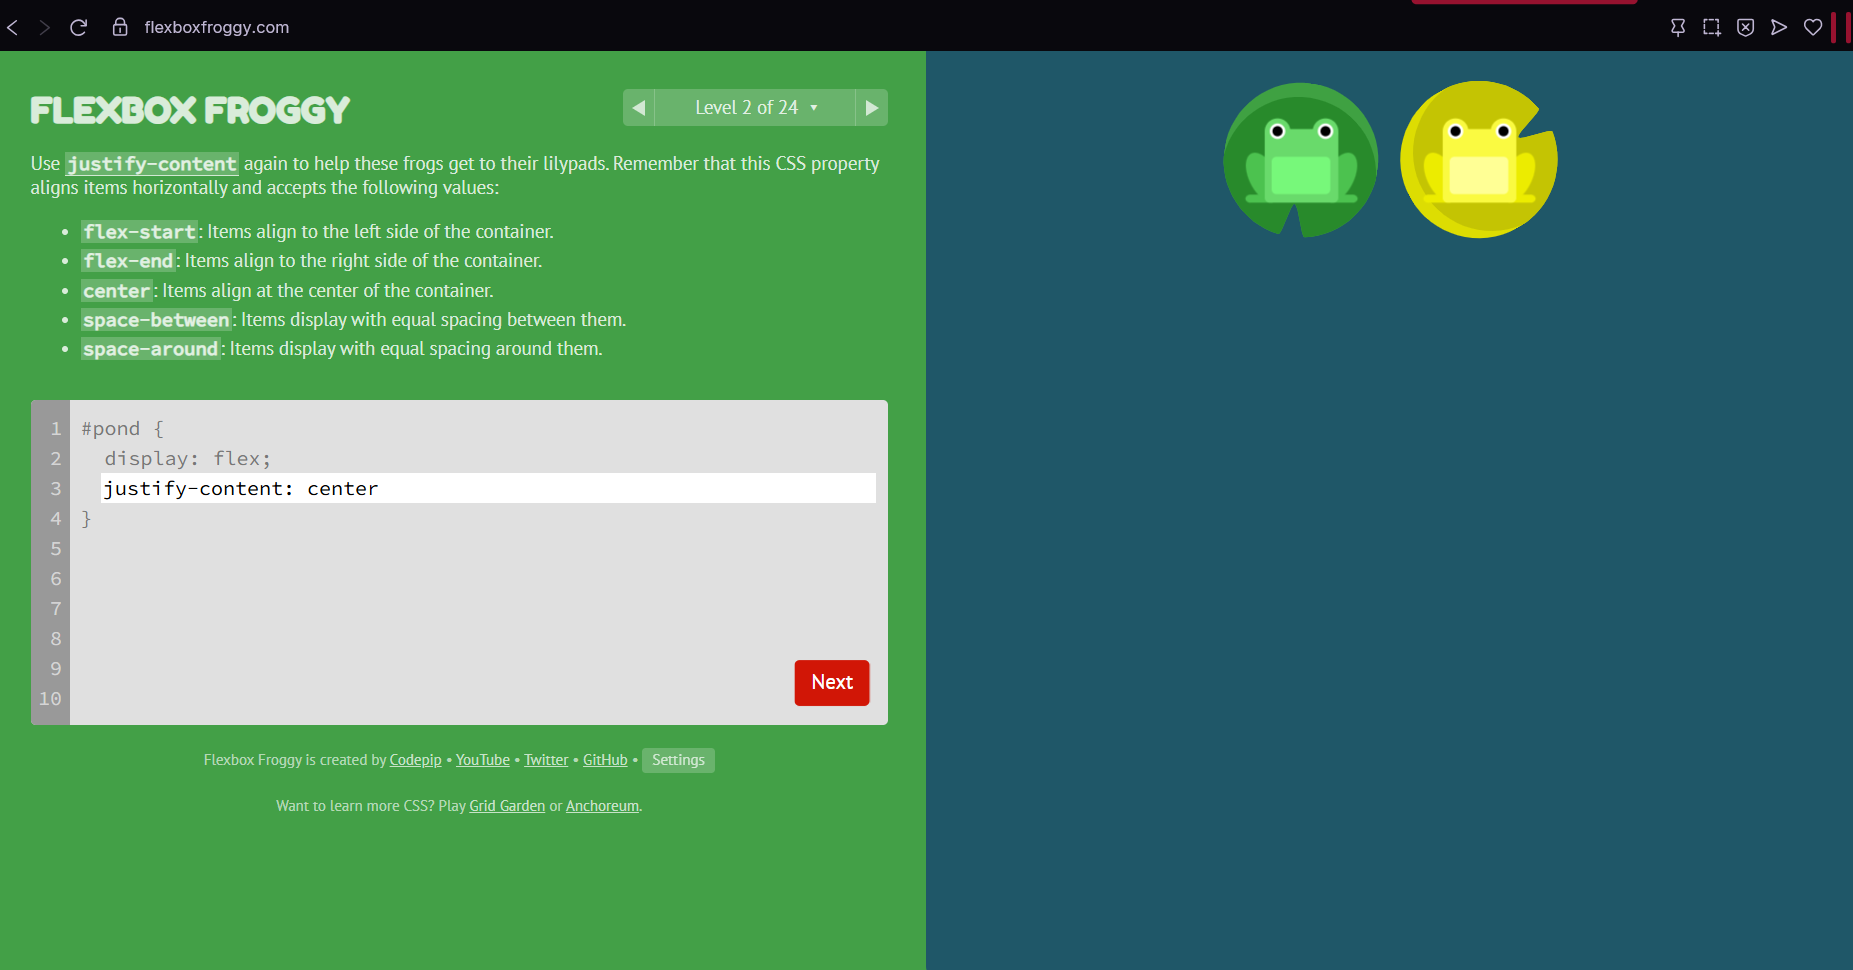 flexboxfroggy.com
FLEXBOX FROGGY
Level 2 of 24
Use justify-content again to help these frogs get to their lilypads. Remember that this CSS property
aligns items horizontally and accepts the following values:
• flex-start: Items align to the left side of the container.
• flex-end: Items align to the right side of the container.
• center: Items align at the center of the container.
• space-between: Items display with equal spacing between them.
• space-around: Items display with equal spacing around them.
1 #pond {
2 display: flex;
3 justify-content: center
4 }
5
6
7
8
9
10
Next
Flexbox Froggy is created by Codepip • YouTube • Twitter • GitHub • Settings
Want to learn more CSS? Play Grid Garden or Anchoreum.